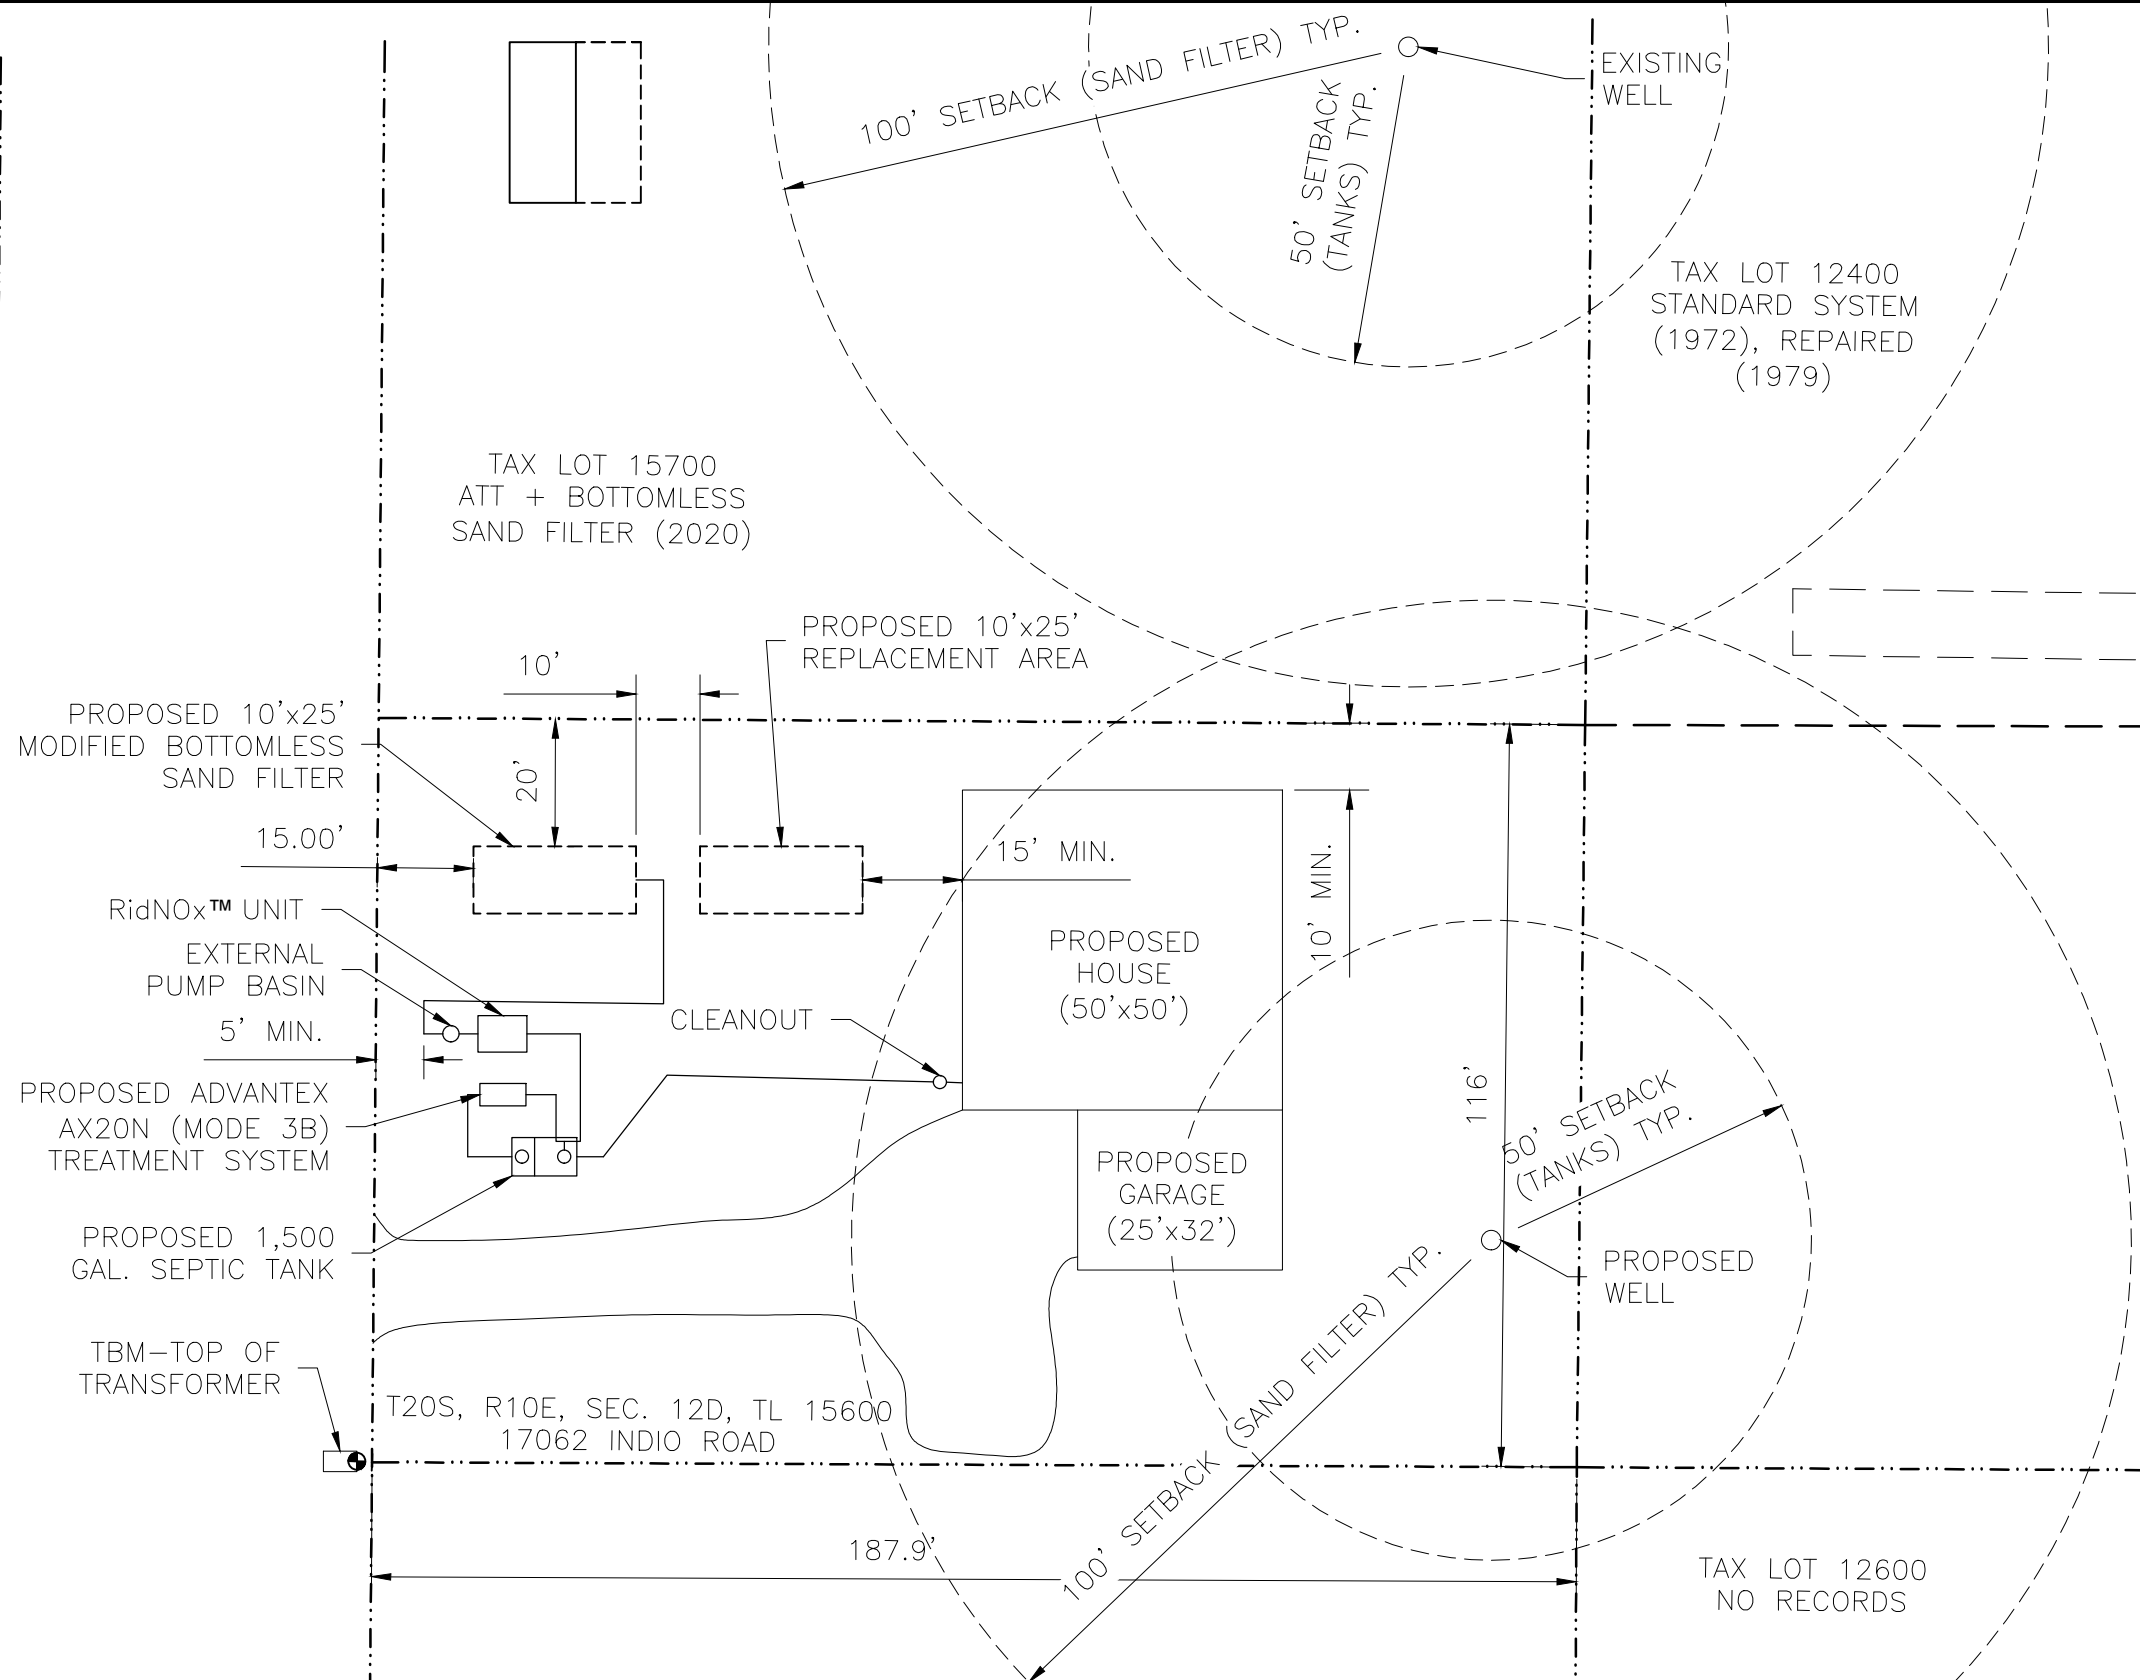 100' SETBACK (SAND FILTER) TYP.
50' SETBACK
(TANKS) TYP.
EXISTING
WELL
TAX LOT 12400
STANDARD SYSTEM
(1972), REPAIRED
(1979)
TAX LOT 15700
ATT + BOTTOMLESS
SAND FILTER (2020)
PROPOSED 10'x25'
REPLACEMENT AREA
10'
PROPOSED 10'x25'
MODIFIED BOTTOMLESS
SAND FILTER
20'
15.00'
15' MIN.
10' MIN.
RidNOx™ UNIT
EXTERNAL
PUMP BASIN
5' MIN.
CLEANOUT
PROPOSED
HOUSE
(50'x50')
PROPOSED ADVANTEX
AX20N (MODE 3B)
TREATMENT SYSTEM
116'
50' SETBACK
(TANKS) TYP.
PROPOSED
GARAGE
(25'x32')
PROPOSED 1,500
GAL. SEPTIC TANK
PROPOSED
WELL
100' SETBACK (SAND FILTER) TYP.
TBM-TOP OF
TRANSFORMER
T20S, R10E, SEC. 12D, TL 15600
17062 INDIO ROAD
187.9'
TAX LOT 12600
NO RECORDS